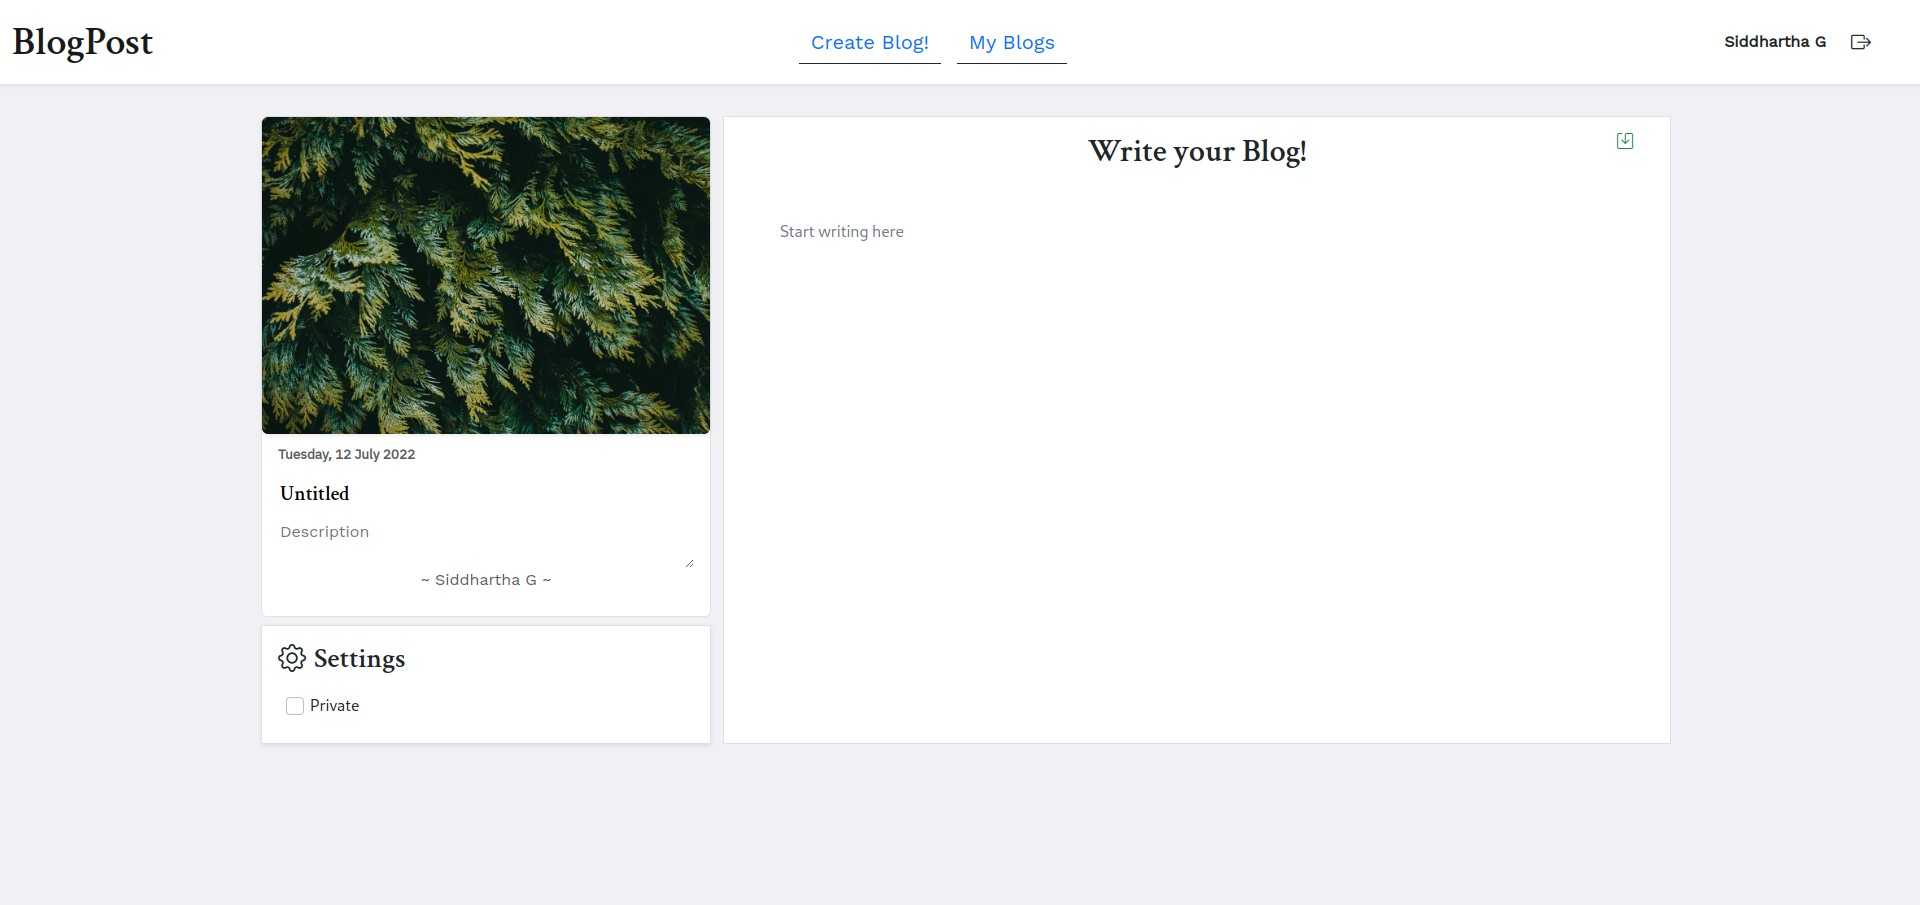 BlogPost
Create Blog! My Blogs
Siddhartha G
Tuesday, 12 July 2022
Untitled
Description
~ Siddhartha G ~
Settings
Private
Write your Blog!
Start writing here